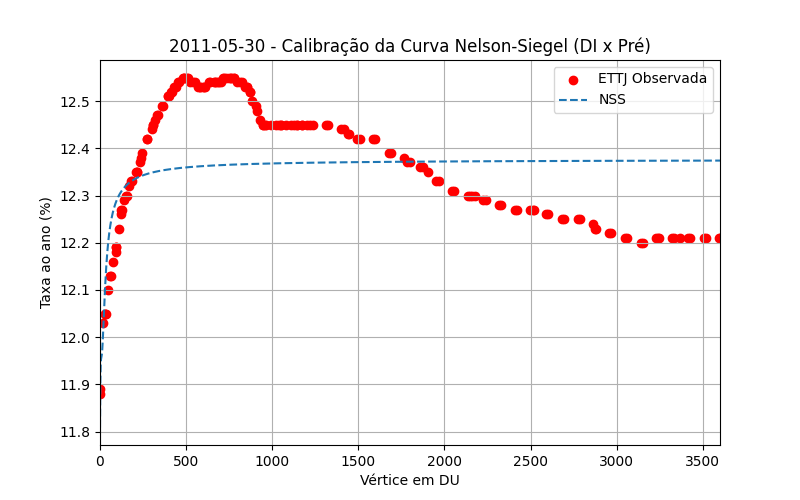 2011-05-30 - Calibração da Curva Nelson-Siegel (DI x Pré)
ETTJ Observada
NSS
12.5
12.4
12.3
12.2
12.1
12.0
11.9
11.8
Taxa ao ano (%)
0 500 1000 1500 2000 2500 3000 3500
Vértice em DU